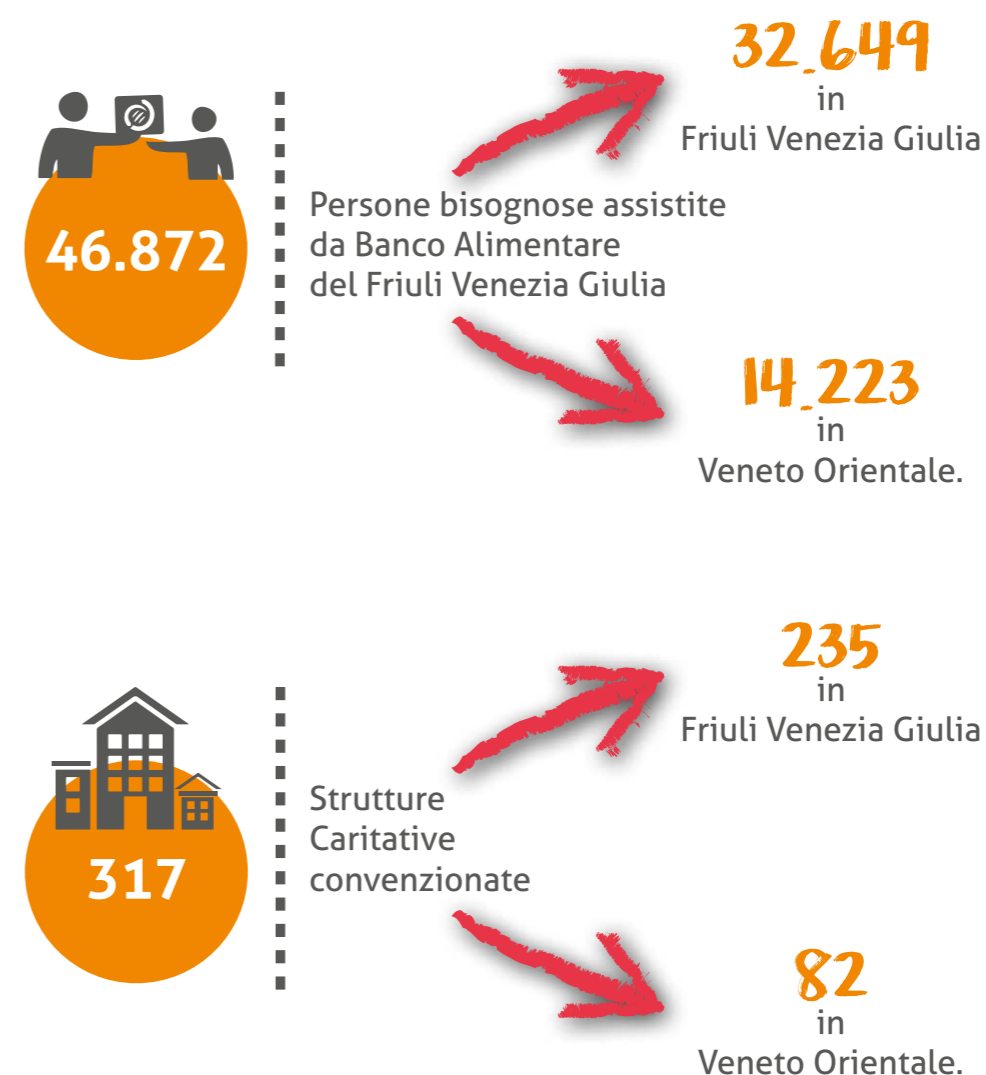 46.872
Persone bisognose assistite
da Banco Alimentare
del Friuli Venezia Giulia
32.649
in
Friuli Venezia Giulia
14.223
in
Veneto Orientale.
317
Strutture
Caritative
convenzionate
235
in
Friuli Venezia Giulia
82
in
Veneto Orientale.